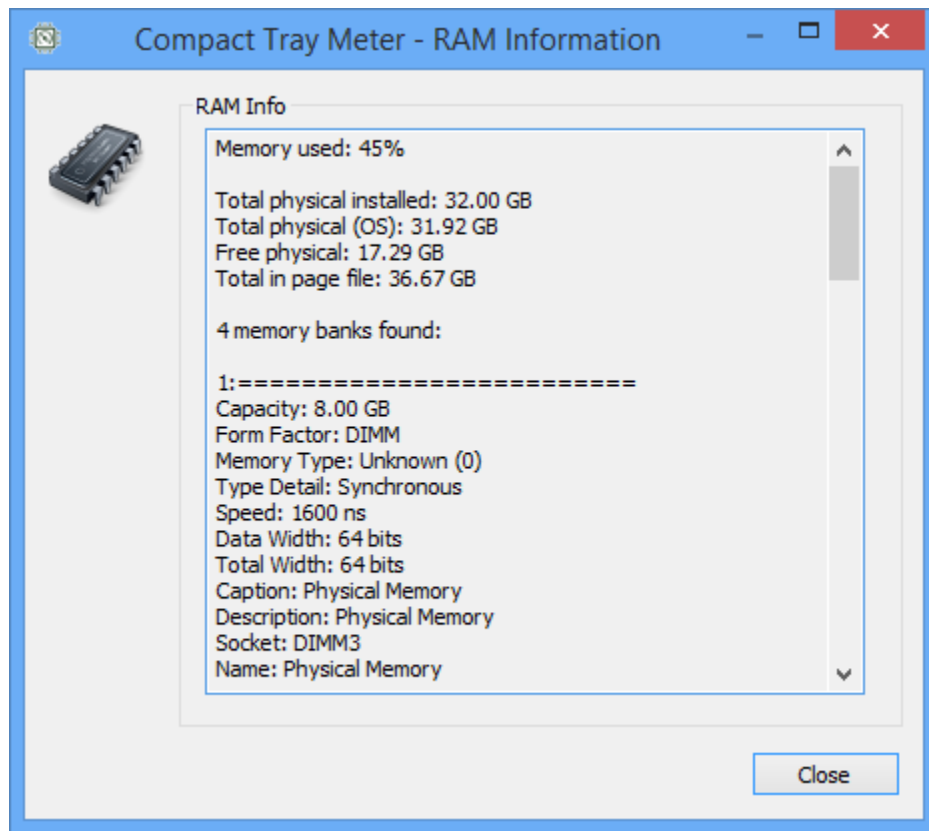 Compact Tray Meter - RAM Information
RAM Info
Memory used: 45%
Total physical installed: 32.00 GB
Total physical (OS): 31.92 GB
Free physical: 17.29 GB
Total in page file: 36.67 GB
4 memory banks found:
1:=========================
Capacity: 8.00 GB
Form Factor: DIMM
Memory Type: Unknown (0)
Type Detail: Synchronous
Speed: 1600 ns
Data Width: 64 bits
Total Width: 64 bits
Caption: Physical Memory
Description: Physical Memory
Socket: DIMM3
Name: Physical Memory
Close